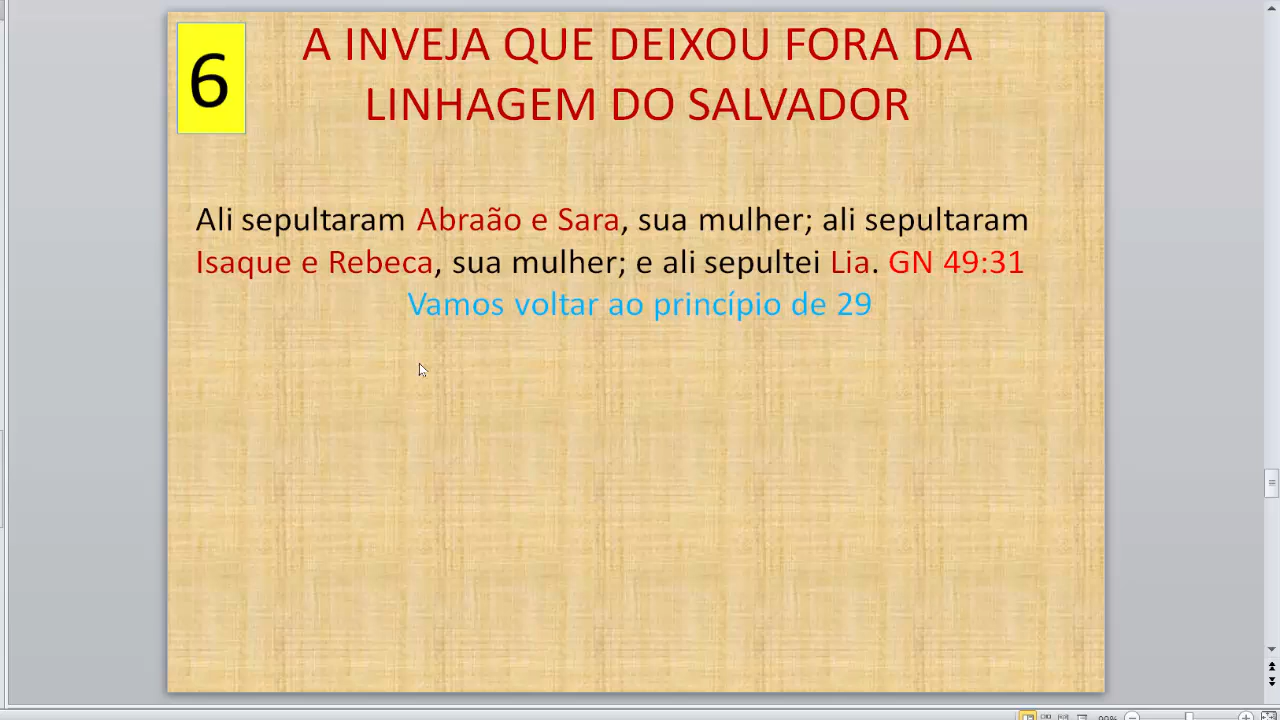 6
A INVEJA QUE DEIXOU FORA DA
LINHAGEM DO SALVADOR
Ali sepultaram Abraão e Sara, sua mulher; ali sepultaram
Isaque e Rebeca, sua mulher; e ali sepultei Lia. GN 49:31
Vamos voltar ao princípio de 29